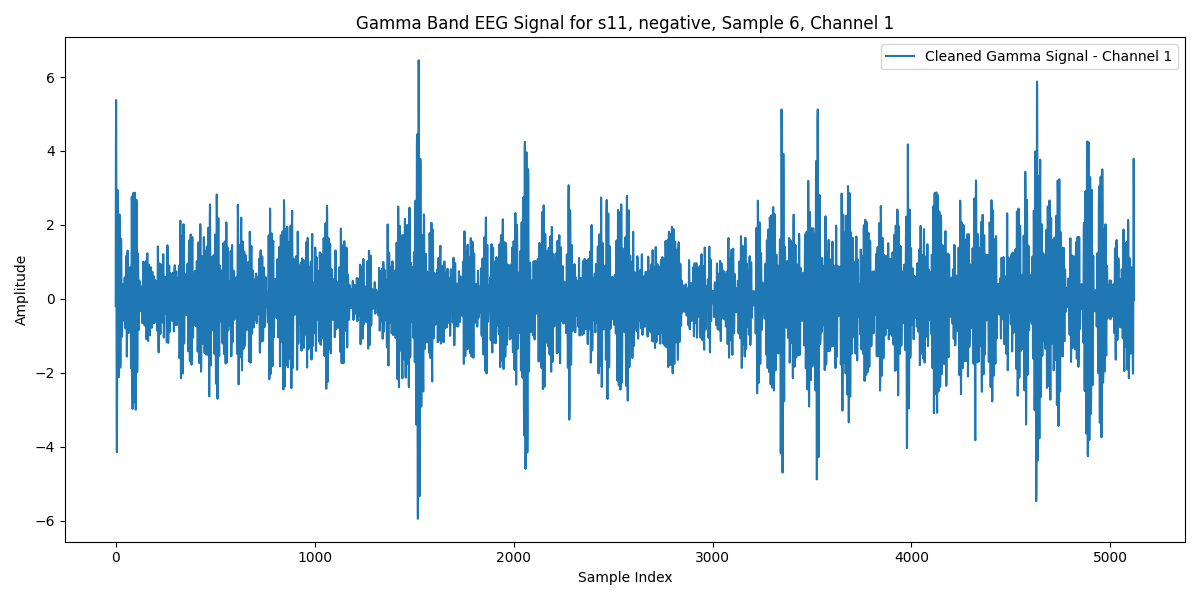 Gamma Band EEG Signal for s11, negative, Sample 6, Channel 1
Cleaned Gamma Signal - Channel 1
6
4
2
0
−2
−4
−6
Amplitude
0 1000 2000 3000 4000 5000
Sample Index